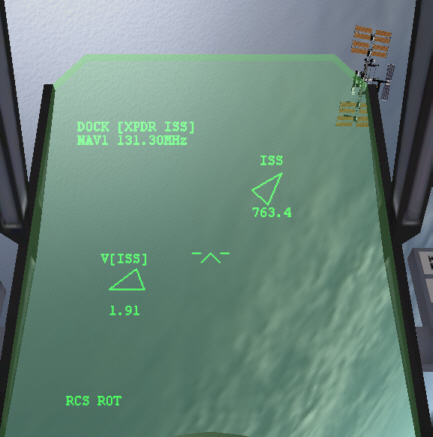 DOCK [XPDR ISS]
NAV1 131.30MHz
ISS
763.4
V[ISS]
1.91
RCS ROT